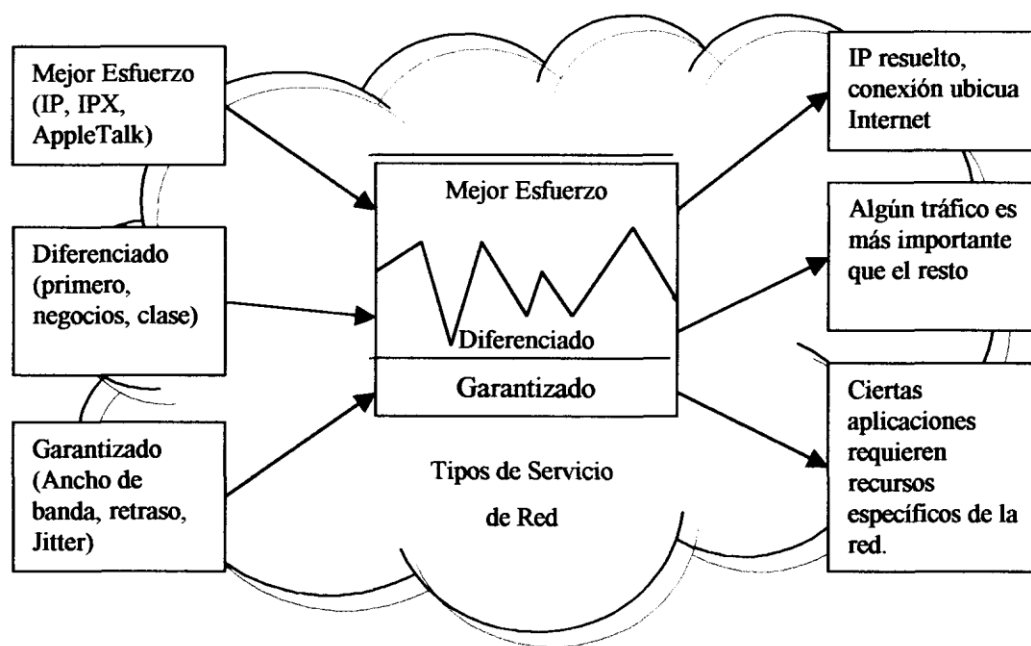 Mejor Esfuerzo
(IP, IPX,
AppleTalk)
Diferenciado
(primero,
negocios, clase)
Garantizado
(Ancho de
banda, retraso,
Jitter)
Mejor Esfuerzo
Diferenciado
Garantizado
Tipos de Servicio
de Red
IP resuelto,
conexión ubicua
Internet
Algún tráfico es
más importante
que el resto
Ciertas
aplicaciones
requieren
recursos
específicos de la
red.